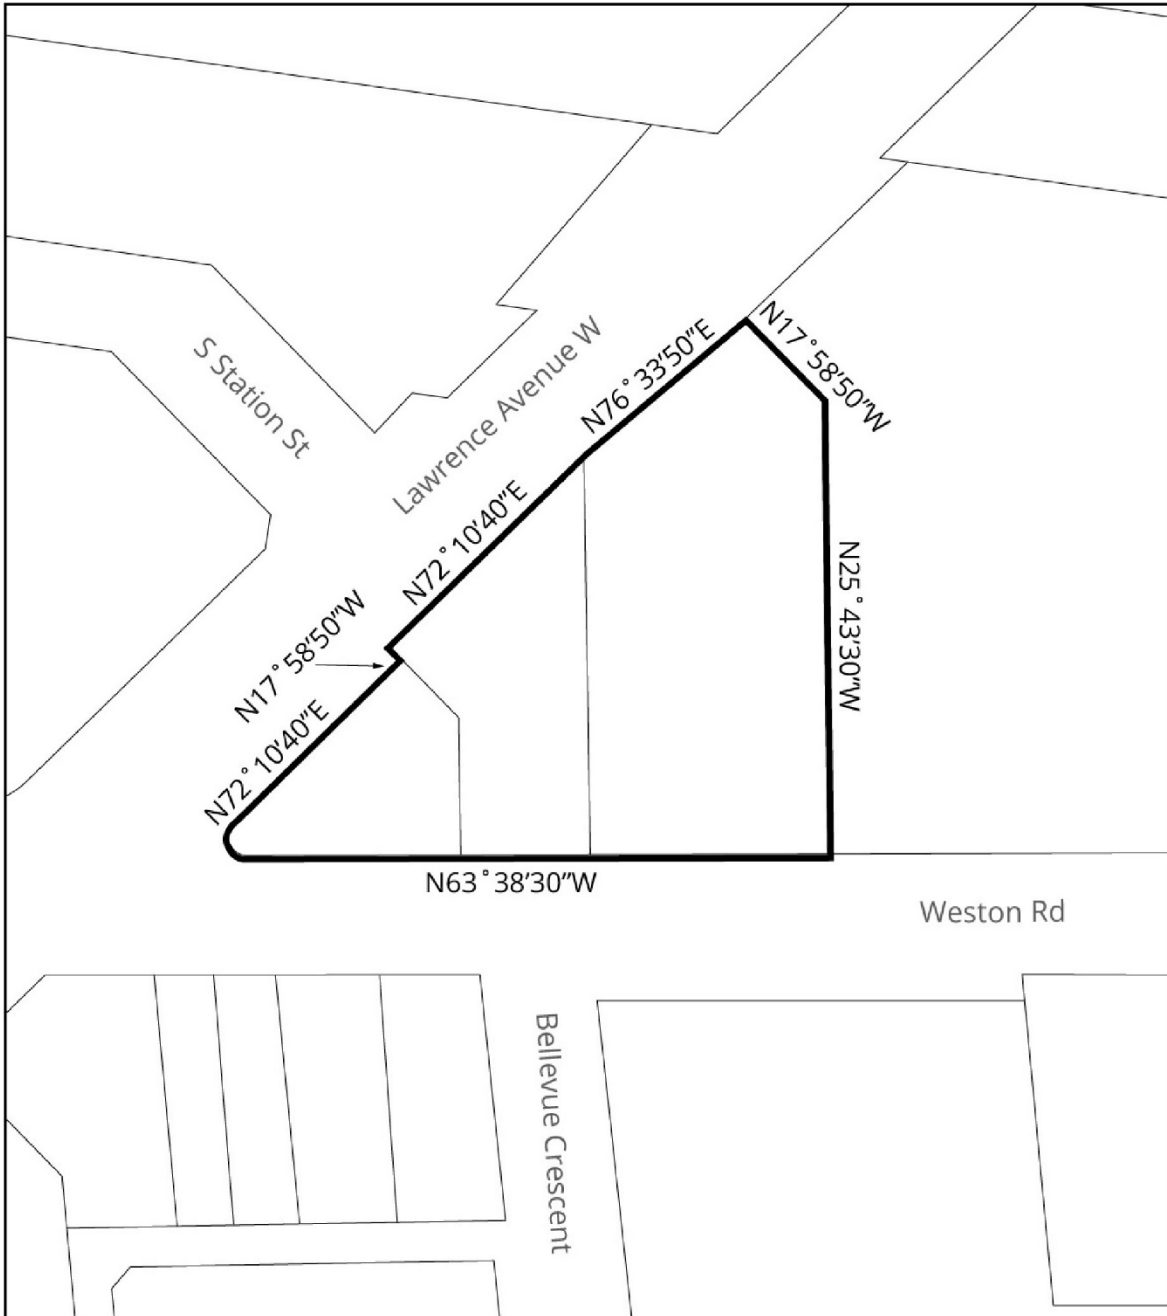 N17°58'50"W
S Station St
Lawrence Avenue W
N76°33'50"E
N72°10'40"E
N25°43'30"W
N17°58'50"W
N72°10'40"E
N63°38'30"W
Weston Rd
Bellevue Crescent